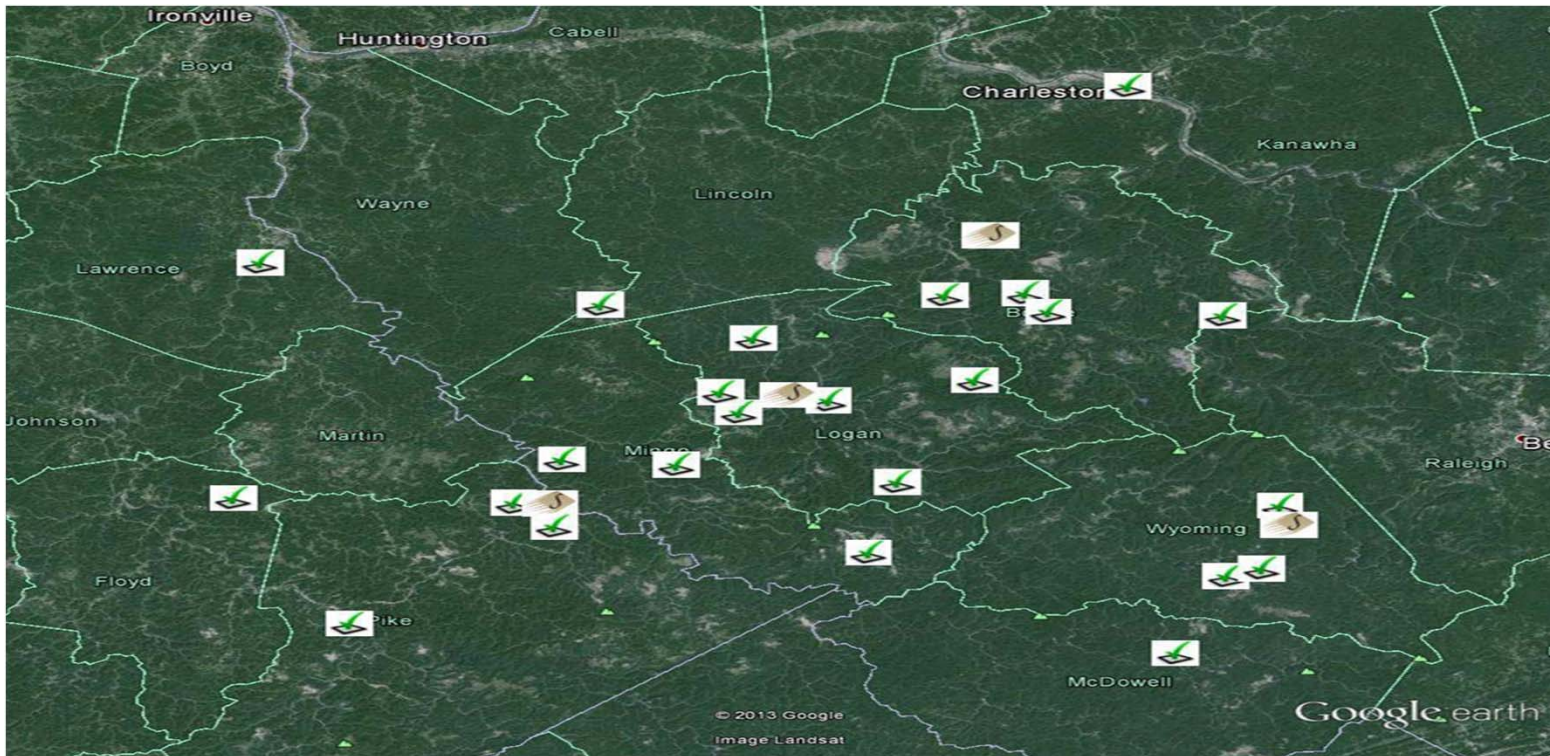 Ironville
Huntington
Cabell
Boyd
Charleston
Kanawha
Lincoln
Wayne
Lawrence
S
Johnson
S
Martin
Logan
Raleigh
S
Wyoming
S
Floyd
Pike
McDowell
© 2013 Google
Image Landsat
Google earth